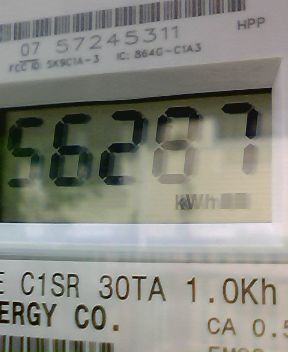 07 57245311
HPP
FCC ID: SK9C1A-3 IC: 864G-C1A3
56287
kWh
E C1SR 30TA 1.0Kh
ERGY CO.
CA 0.5